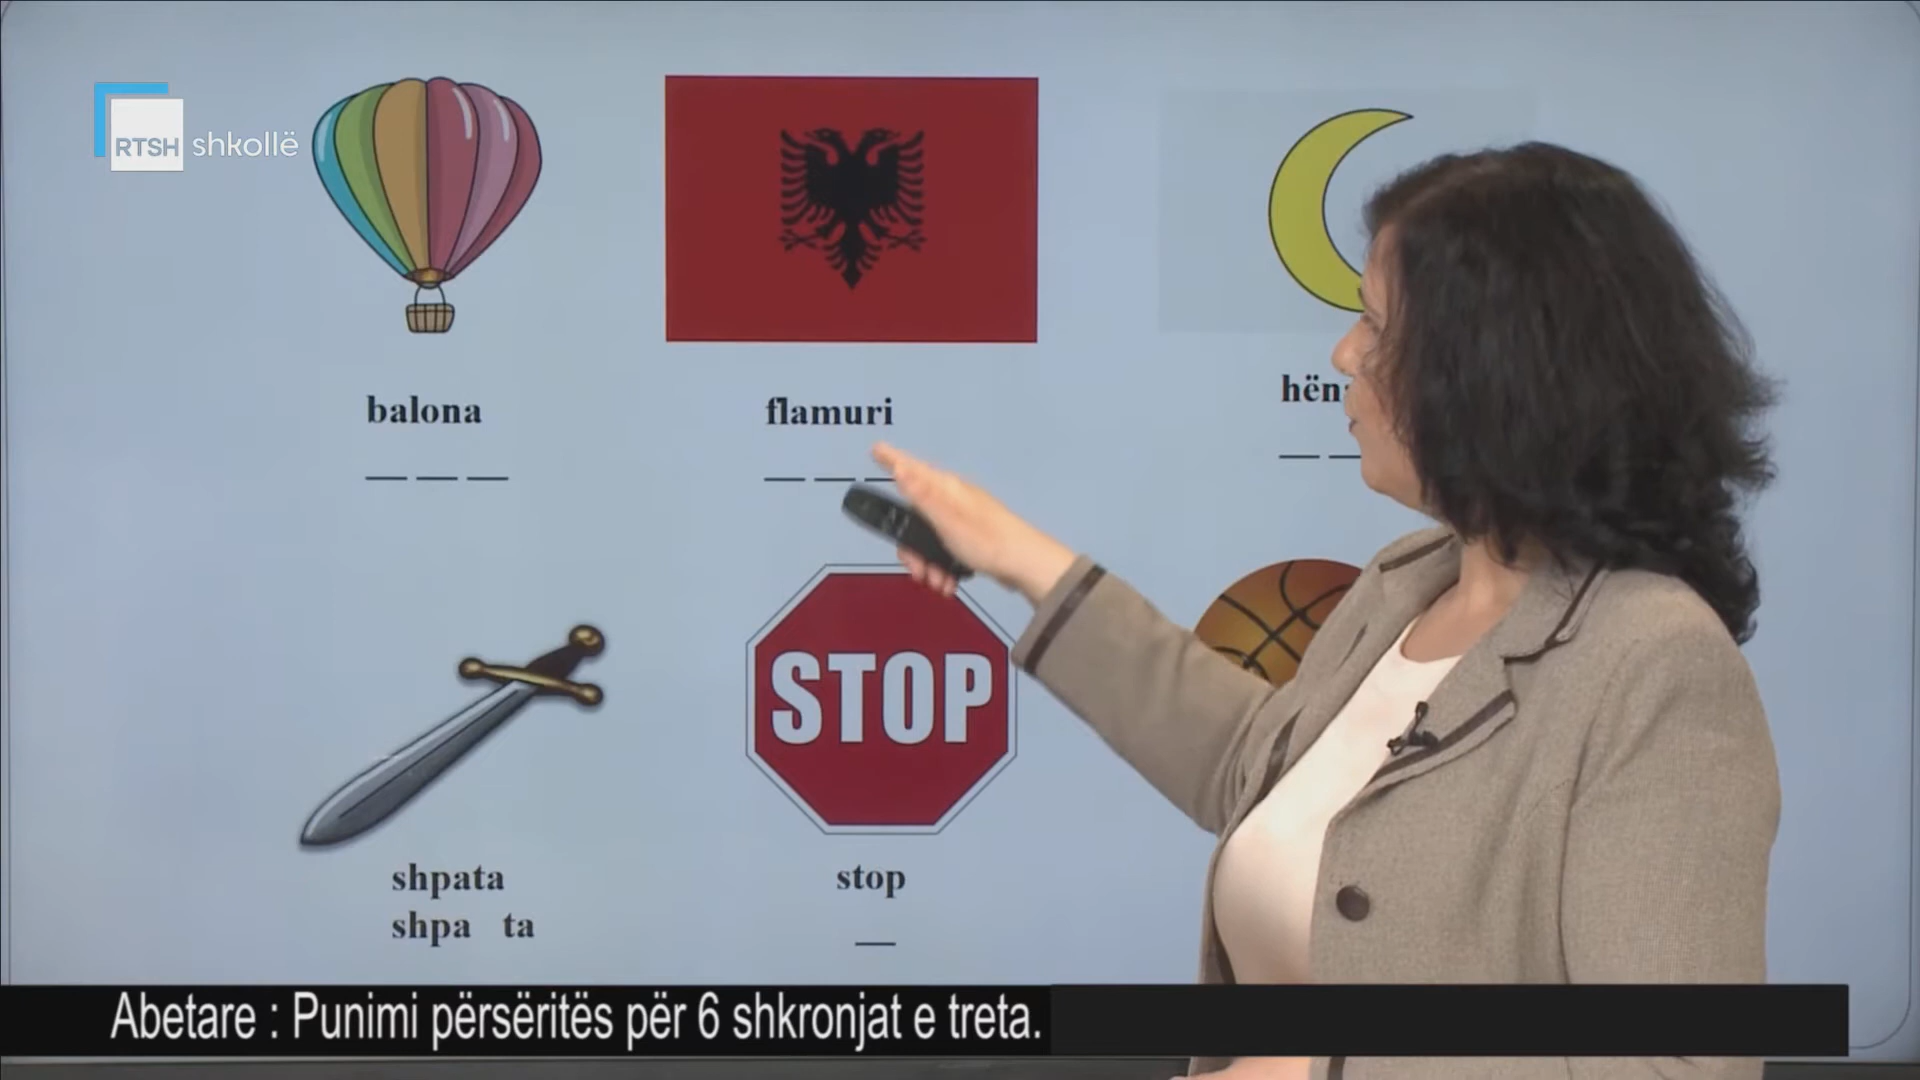 RTSH shkollë
balona
flamuri
STOP
shpata
shpa ta
stop
Abetare : Punimi përsëritës për 6 shkronjat e treta.